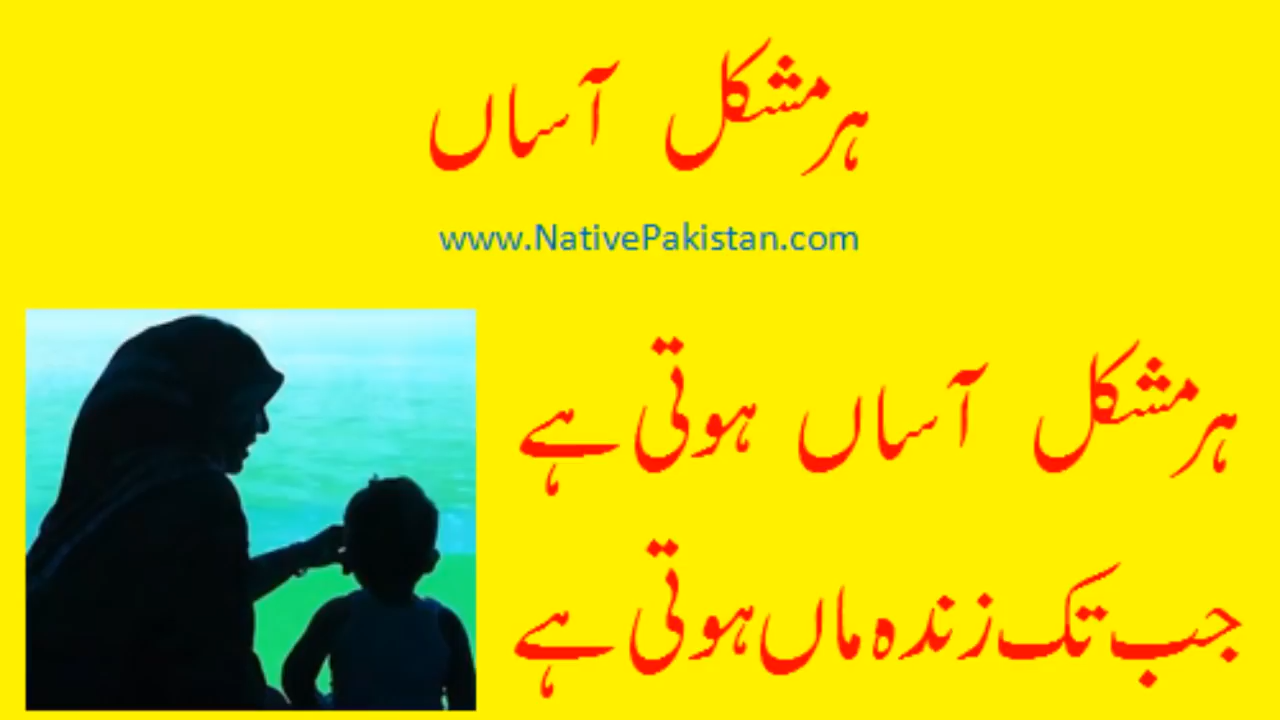 ہر مشکل آساں
www.NativePakistan.com
ہر مشکل آساں ہوتی ہے
جب تک زندہ ماں ہوتی ہے